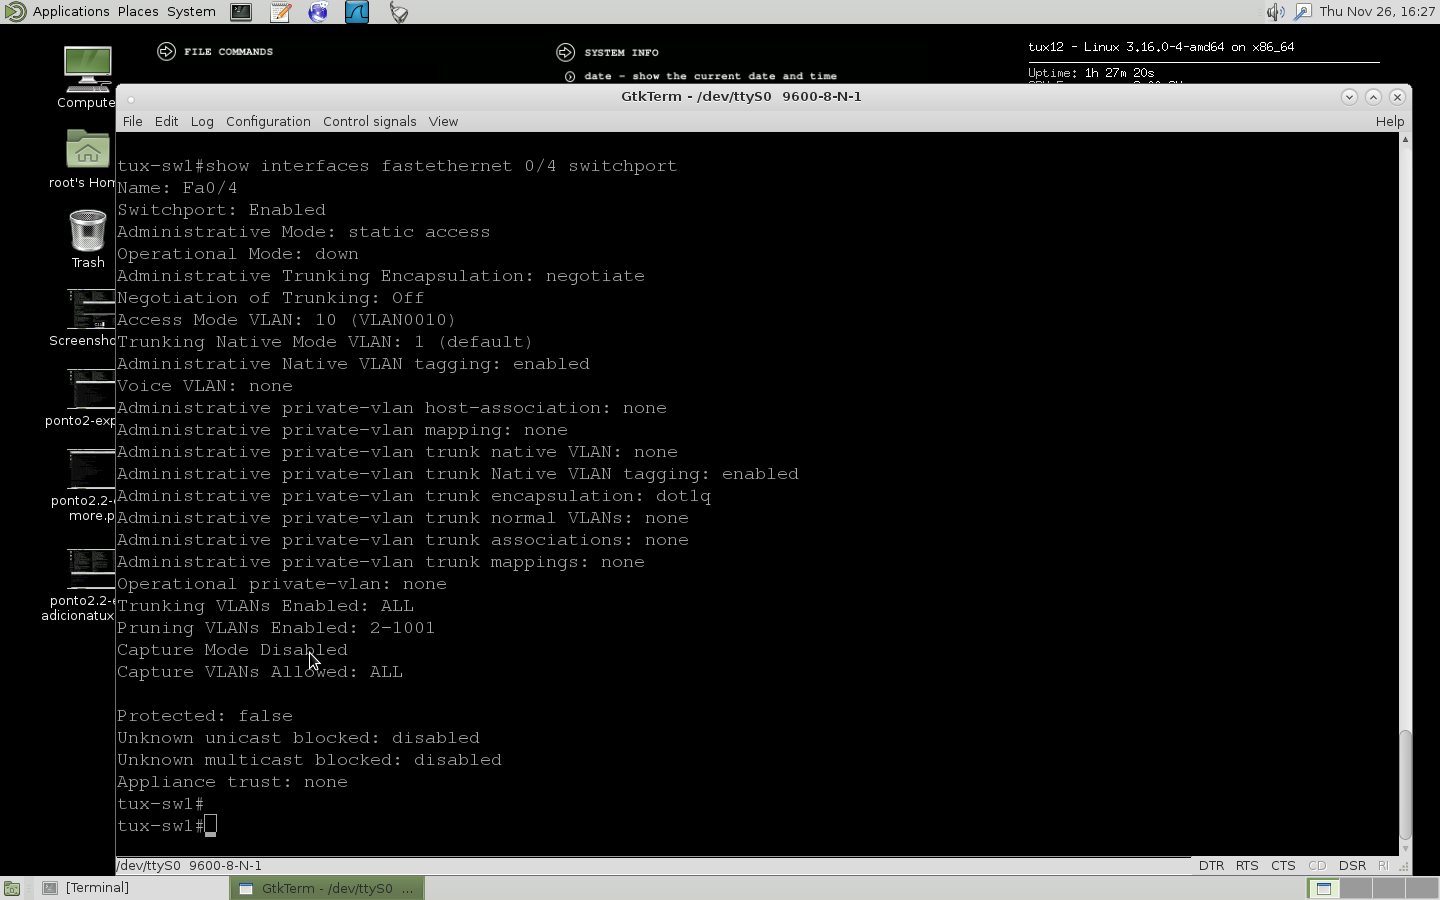 Applications Places System
Thu Nov 26, 16:27
FILE COMMANDS
SYSTEM INFO
date - show the current date and time
tux12 - Linux 3.16.0-4-amd64 on x86_64
Uptime: 1h 27m 20s
Compute
root's Hom
Trash
Screensho
ponto2-exp
ponto2.2-
more.p
ponto2.2-
adicionatux
GtkTerm - /dev/ttyS0 9600-8-N-1
File Edit Log Configuration Control signals View Help
tux-sw1#show interfaces fastethernet 0/4 switchport
Name: Fa0/4
Switchport: Enabled
Administrative Mode: static access
Operational Mode: down
Administrative Trunking Encapsulation: negotiate
Negotiation of Trunking: Off
Access Mode VLAN: 10 (VLAN0010)
Trunking Native Mode VLAN: 1 (default)
Administrative Native VLAN tagging: enabled
Voice VLAN: none
Administrative private-vlan host-association: none
Administrative private-vlan mapping: none
Administrative private-vlan trunk native VLAN: none
Administrative private-vlan trunk Native VLAN tagging: enabled
Administrative private-vlan trunk encapsulation: dot1q
Administrative private-vlan trunk normal VLANs: none
Administrative private-vlan trunk associations: none
Administrative private-vlan trunk mappings: none
Operational private-vlan: none
Trunking VLANs Enabled: ALL
Pruning VLANs Enabled: 2-1001
Capture Mode Disabled
Capture VLANs Allowed: ALL
Protected: false
Unknown unicast blocked: disabled
Unknown multicast blocked: disabled
Appliance trust: none
tux-sw1#
tux-sw1#
/dev/ttyS0 9600-8-N-1
DTR RTS CTS CD DSR RI
[Terminal]
GtkTerm - /dev/ttyS0 ...